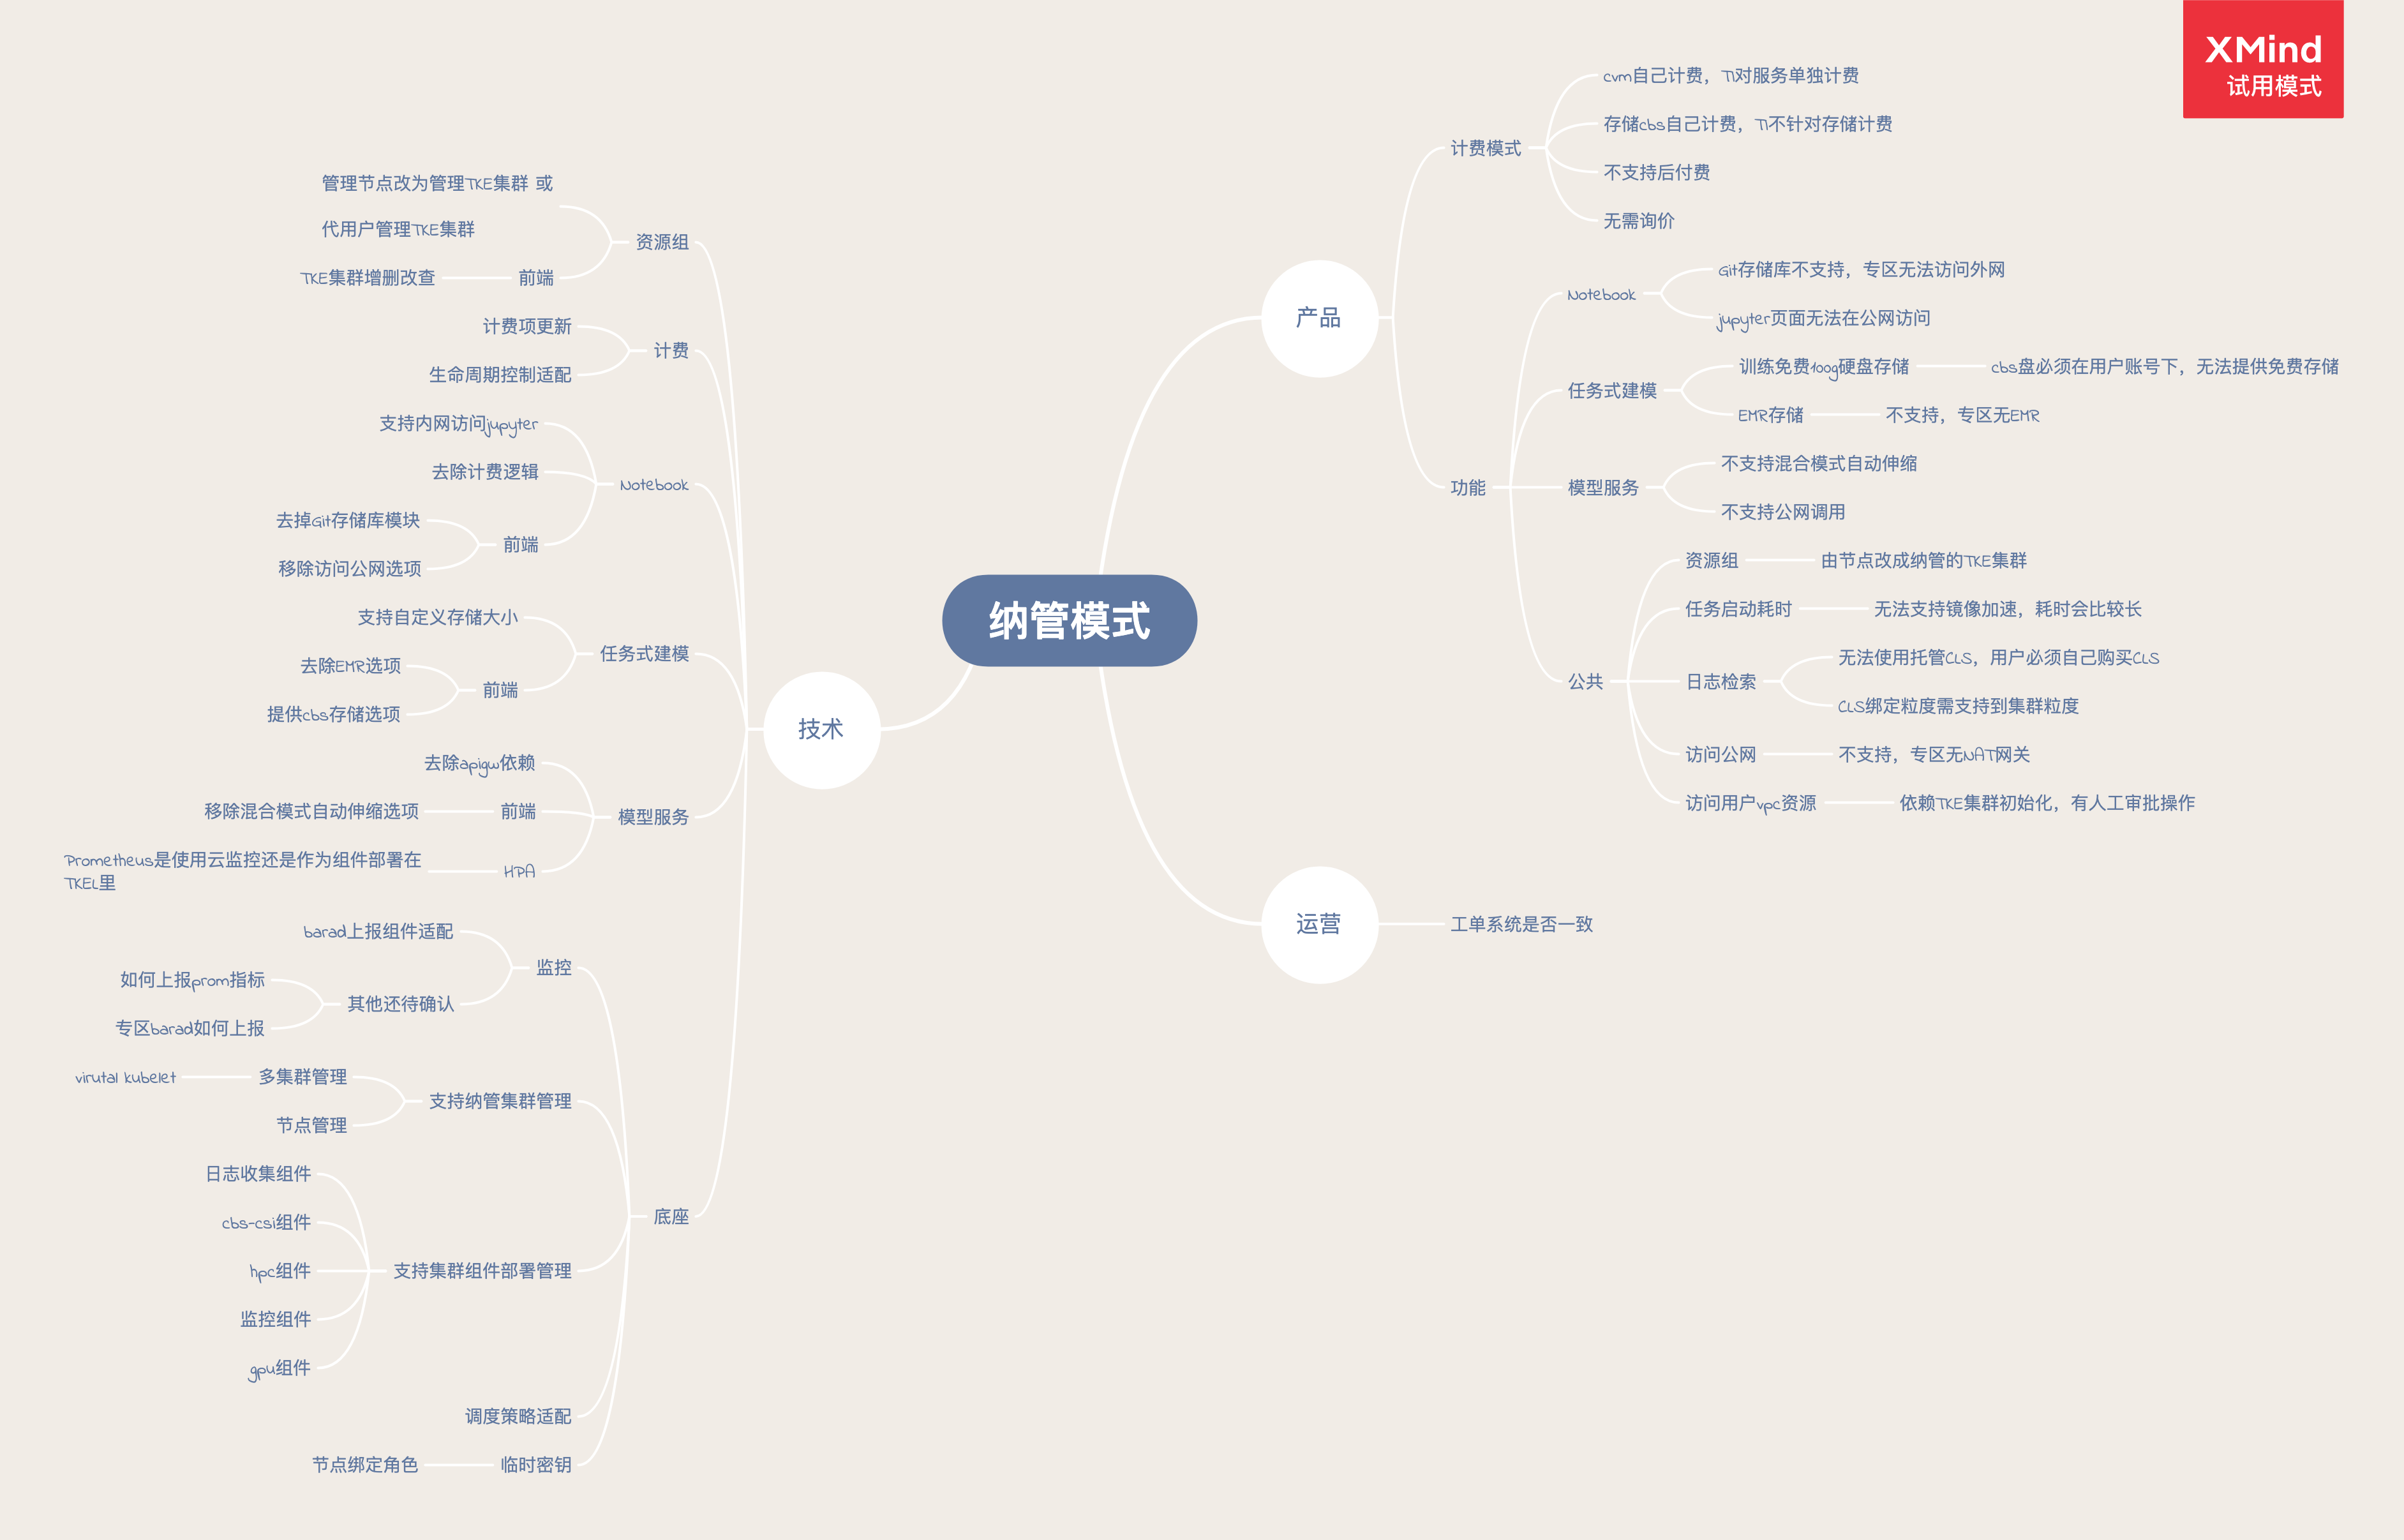 XMind
试用模式
纳管模式
产品
计费模式
cvm自己计费，TI对服务单独计费
存储cbs自己计费，TI不针对存储计费
不支持后付费
无需询价
功能
Notebook
Git存储库不支持，专区无法访问外网
jupyter页面无法在公网访问
任务式建模
训练免费100g硬盘存储
cbs盘必须在用户账号下，无法提供免费存储
EMR存储
不支持，专区无EMR
模型服务
不支持混合模式自动伸缩
不支持公网调用
公共
资源组
由节点改成纳管的TKE集群
任务启动耗时
无法支持镜像加速，耗时会比较长
日志检索
无法使用托管CLS，用户必须自己购买CLS
CLS绑定粒度需支持到集群粒度
访问公网
不支持，专区无NAT网关
访问用户vpc资源
依赖TKE集群初始化，有人工审批操作
运营
工单系统是否一致
技术
资源组
管理节点改为管理TKE集群 或
代用户管理TKE集群
前端
TKE集群增删改查
计费
计费项更新
生命周期控制适配
Notebook
支持内网访问jupyter
去除计费逻辑
前端
去掉Git存储库模块
移除访问公网选项
任务式建模
支持自定义存储大小
前端
去除EMR选项
提供cbs存储选项
模型服务
去除apigw依赖
前端
移除混合模式自动伸缩选项
HPA
Prometheus是使用云监控还是作为组件部署在
TKEL里
底座
监控
barad上报组件适配
其他还待确认
如何上报prom指标
专区barad如何上报
支持纳管集群管理
多集群管理
virutal kubelet
节点管理
支持集群组件部署管理
日志收集组件
cbs-csi组件
hpc组件
监控组件
gpu组件
调度策略适配
临时密钥
节点绑定角色